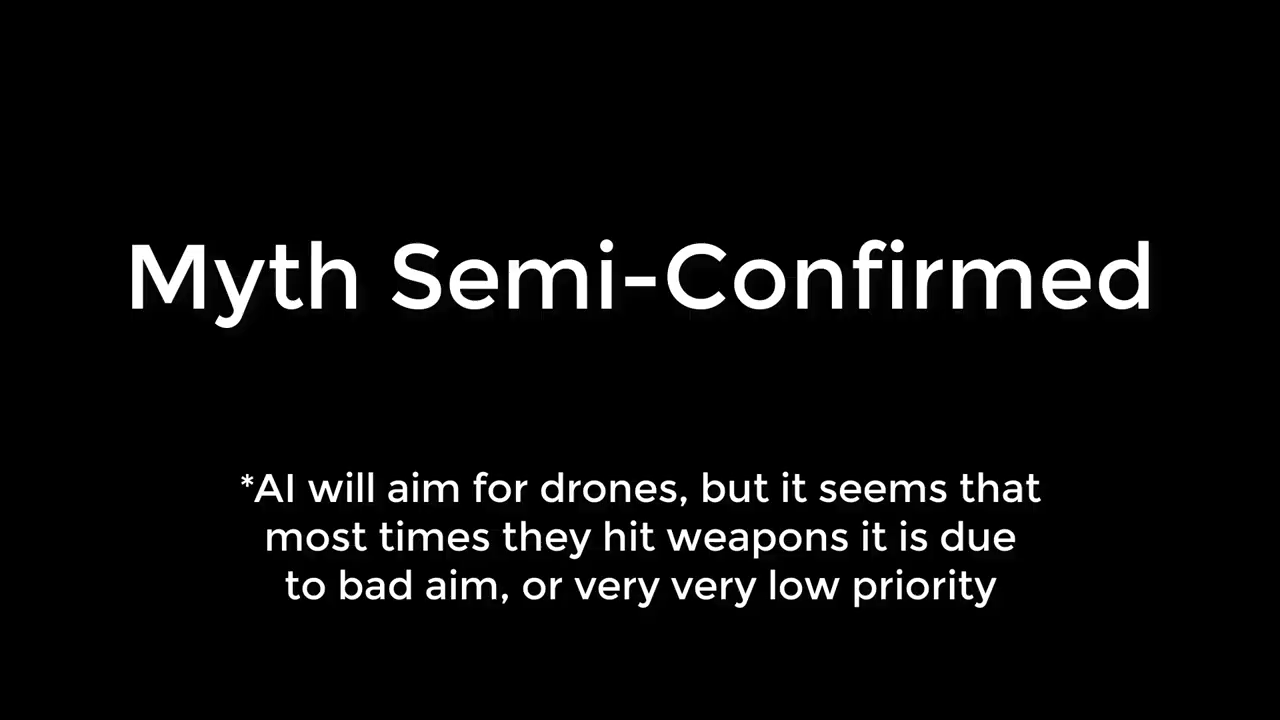 Myth Semi-Confirmed
*AI will aim for drones, but it seems that
most times they hit weapons it is due
to bad aim, or very very low priority